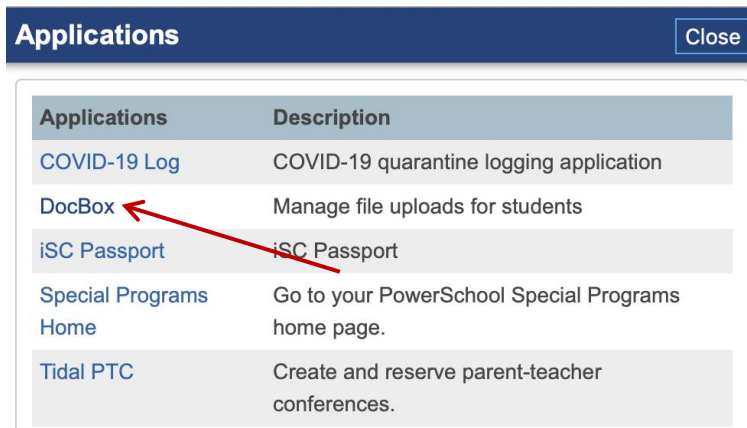 Applications Close
Applications Description
COVID-19 Log COVID-19 quarantine logging application
DocBox Manage file uploads for students
iSC Passport iSC Passport
Special Programs Go to your PowerSchool Special Programs
Home home page.
Tidal PTC Create and reserve parent-teacher
conferences.